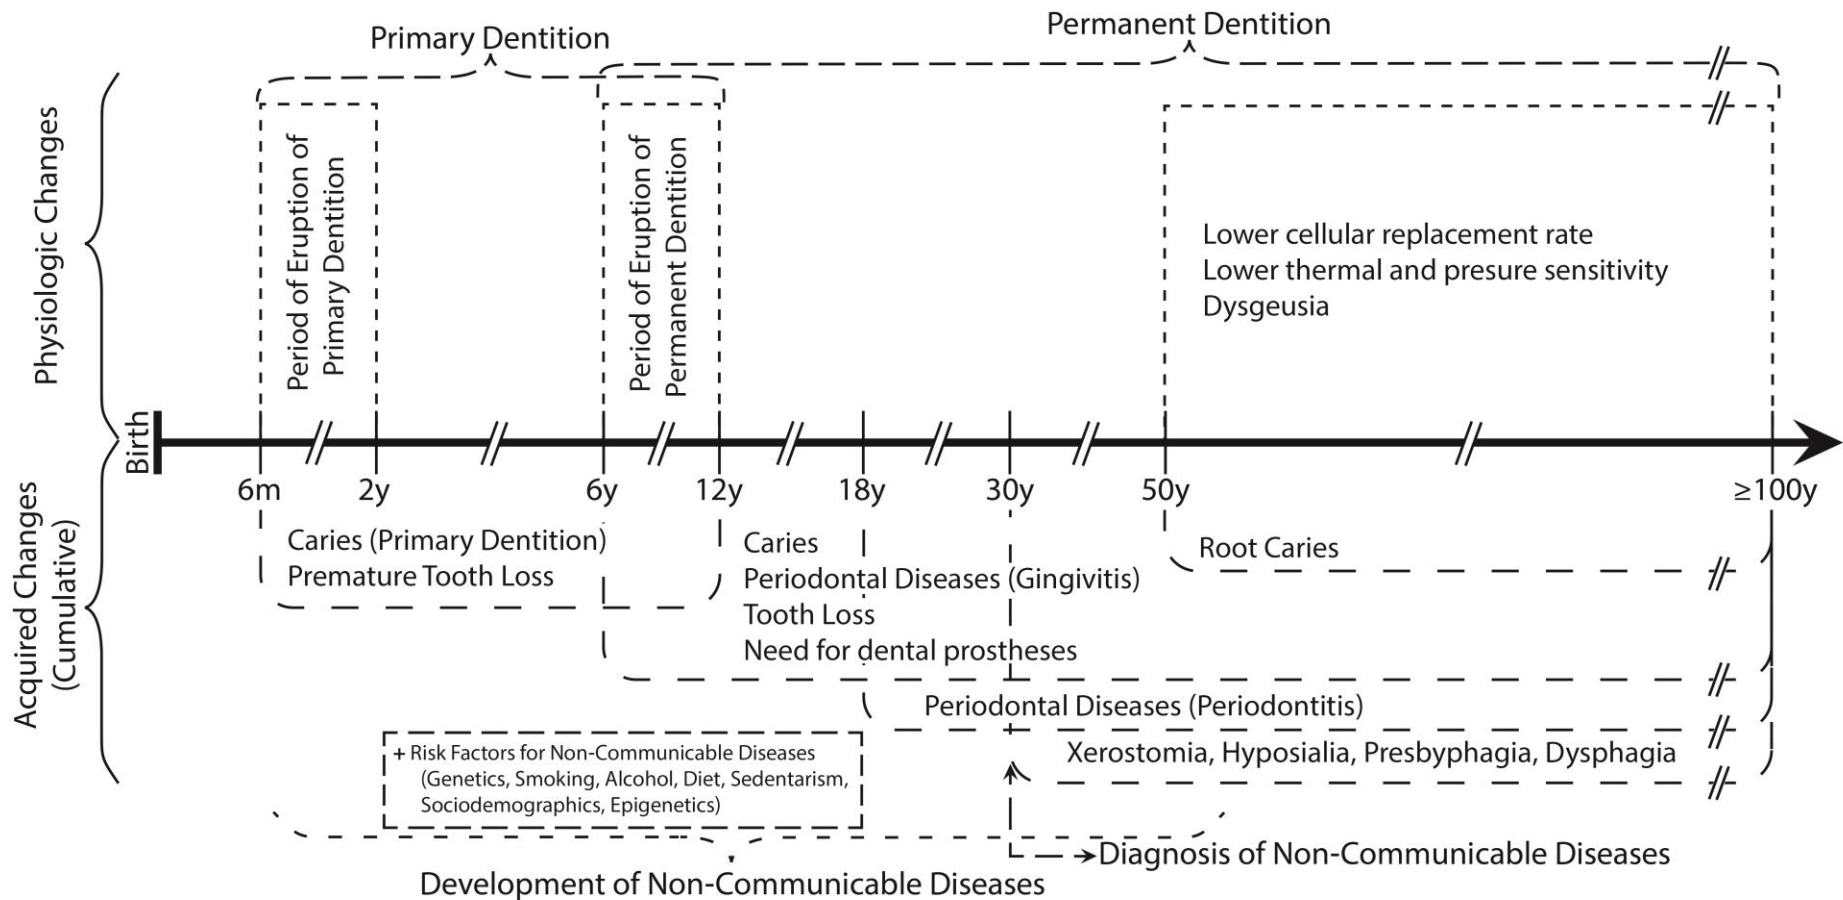 Primary Dentition
Permanent Dentition
Physiologic Changes
Period of Eruption of
Primary Dentition
Period of Eruption of
Permanent Dentition
Lower cellular replacement rate
Lower thermal and presure sensitivity
Dysgeusia
Birth
6m
2y
6y
12y
18y
30y
50y
≥100y
Acquired Changes
(Cumulative)
Caries (Primary Dentition)
Premature Tooth Loss
Caries
Periodontal Diseases (Gingivitis)
Tooth Loss
Need for dental prostheses
Root Caries
Periodontal Diseases (Periodontitis)
Xerostomia, Hyposialia, Presbyphagia, Dysphagia
+ Risk Factors for Non-Communicable Diseases
(Genetics, Smoking, Alcohol, Diet, Sedentarism,
Sociodemographics, Epigenetics)
Diagnosis of Non-Communicable Diseases
Development of Non-Communicable Diseases